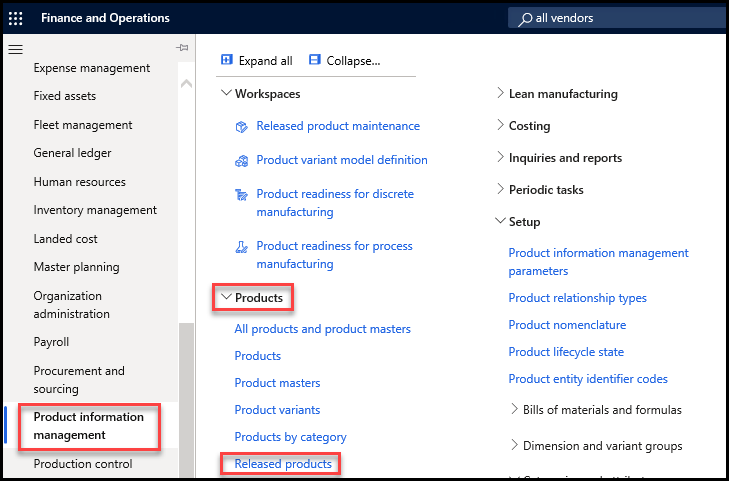 Finance and Operations
all vendors
Expense management
Fixed assets
Fleet management
General ledger
Human resources
Inventory management
Landed cost
Master planning
Organization
administration
Payroll
Procurement and
sourcing
Product information
management
Production control
Expand all
Collapse...
Workspaces
Released product maintenance
Product variant model definition
Product readiness for discrete
manufacturing
Product readiness for process
manufacturing
Products
All products and product masters
Products
Product masters
Product variants
Products by category
Released products
Lean manufacturing
Costing
Inquiries and reports
Periodic tasks
Setup
Product information management
parameters
Product relationship types
Product nomenclature
Product lifecycle state
Product entity identifier codes
Bills of materials and formulas
Dimension and variant groups